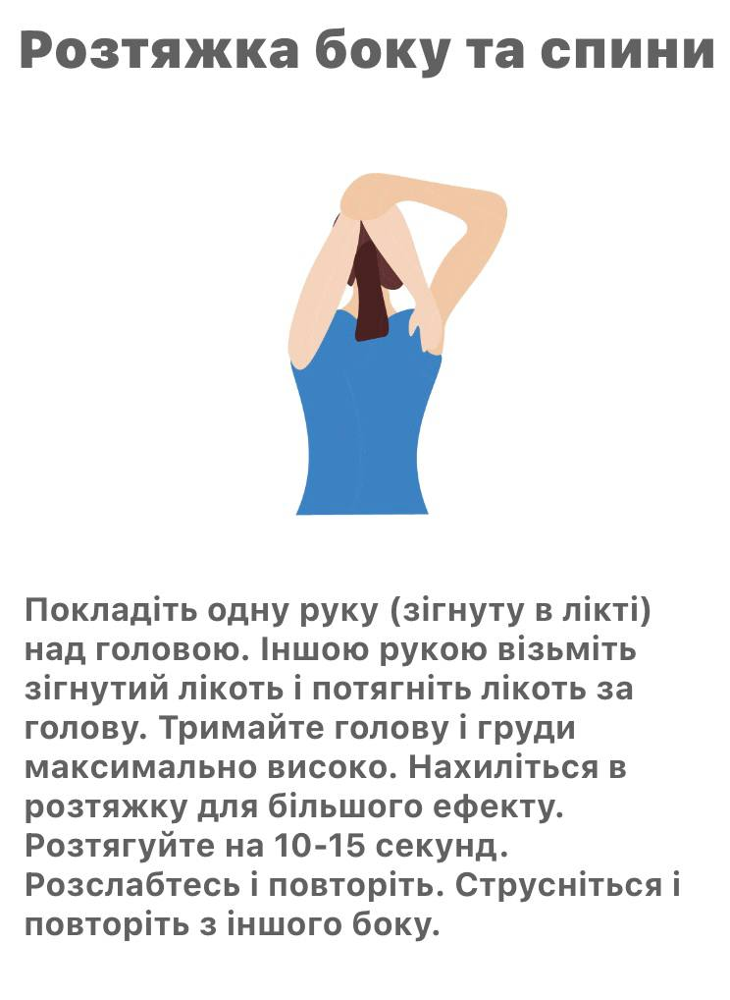 Розтяжка боку та спини
Покладіть одну руку (зігнуту в лікті)
над головою. Іншою рукою візьміть
зігнутий лікоть і потягніть лікоть за
голову. Тримайте голову і груди
максимально високо. Нахиліться в
розтяжку для більшого ефекту.
Розтягуйте на 10-15 секунд.
Розслабтесь і повторіть. Струсніться і
повторіть з іншого боку.